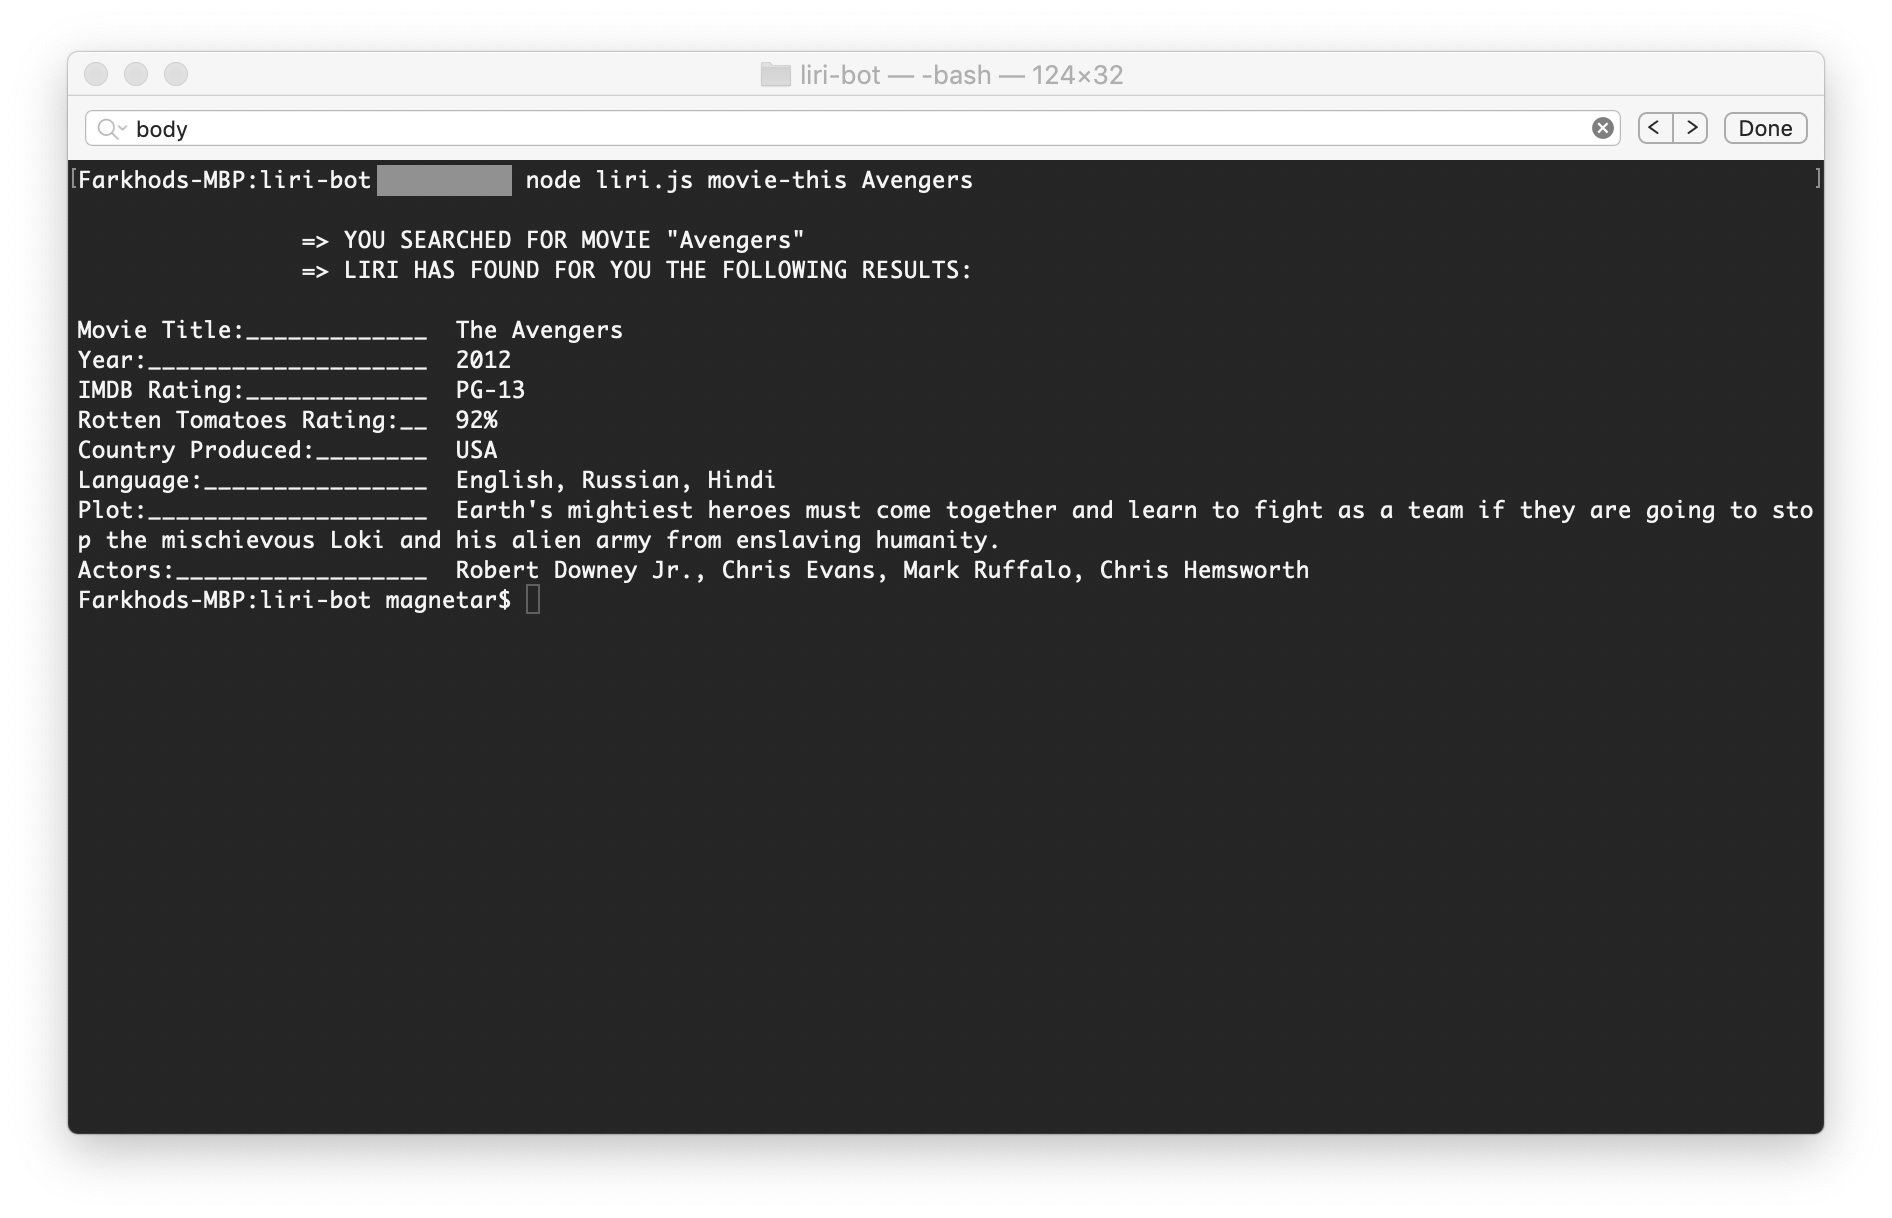 liri-bot — -bash — 124×32
body
< > Done
[Farkhods-MBP:liri-bot node liri.js movie-this Avengers ]
=> YOU SEARCHED FOR MOVIE "Avengers"
=> LIRI HAS FOUND FOR YOU THE FOLLOWING RESULTS:
Movie Title:_____________ The Avengers
Year:____________________ 2012
IMDB Rating:_____________ PG-13
Rotten Tomatoes Rating:__ 92%
Country Produced:________ USA
Language:________________ English, Russian, Hindi
Plot:____________________ Earth's mightiest heroes must come together and learn to fight as a team if they are going to sto
p the mischievous Loki and his alien army from enslaving humanity.
Actors:__________________ Robert Downey Jr., Chris Evans, Mark Ruffalo, Chris Hemsworth
Farkhods-MBP:liri-bot magnetar$